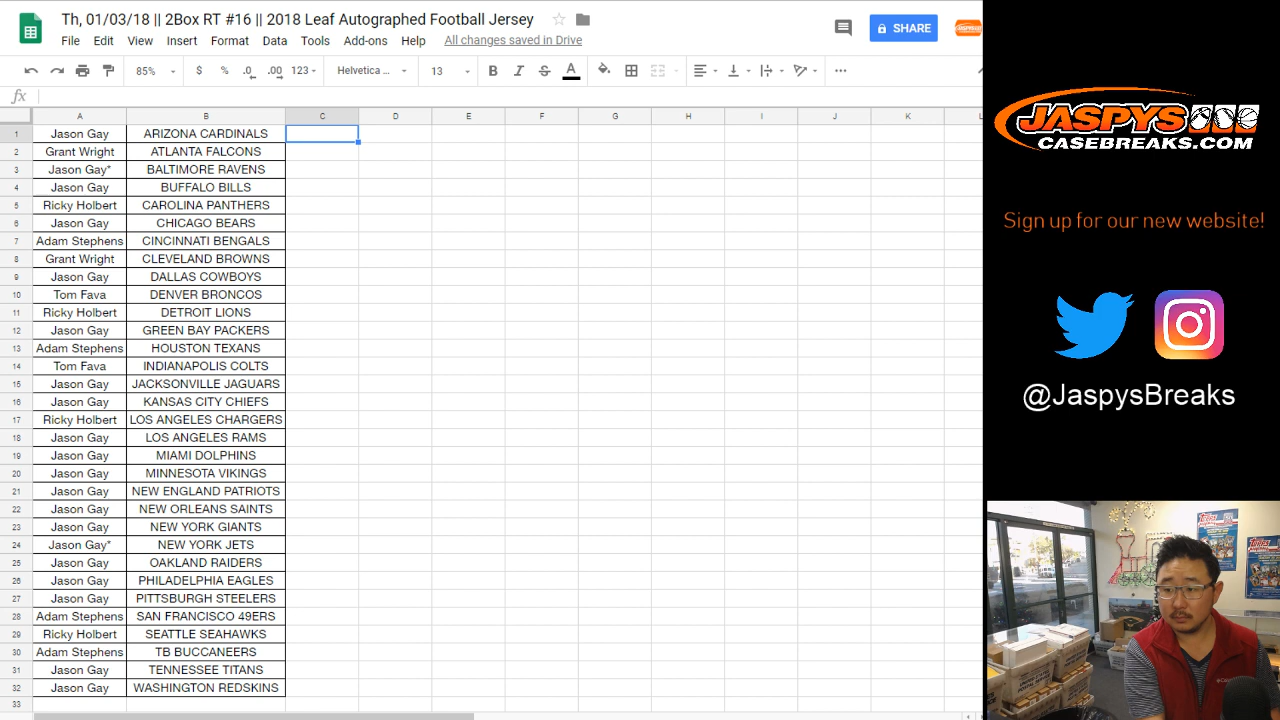 Th, 01/03/18 || 2Box RT #16 || 2018 Leaf Autographed Football Jersey
File Edit View Insert Format Data Tools Add-ons Help All changes saved in Drive
SHARE
85% $ % .0 .00 123 Helvetica ... 13 B I S A
fx
A B C D E F G H I J K L
1 Jason Gay ARIZONA CARDINALS
2 Grant Wright ATLANTA FALCONS
3 Jason Gay* BALTIMORE RAVENS
4 Jason Gay BUFFALO BILLS
5 Ricky Holbert CAROLINA PANTHERS
6 Jason Gay CHICAGO BEARS
7 Adam Stephens CINCINNATI BENGALS
8 Grant Wright CLEVELAND BROWNS
9 Jason Gay DALLAS COWBOYS
10 Tom Fava DENVER BRONCOS
11 Ricky Holbert DETROIT LIONS
12 Jason Gay GREEN BAY PACKERS
13 Adam Stephens HOUSTON TEXANS
14 Tom Fava INDIANAPOLIS COLTS
15 Jason Gay JACKSONVILLE JAGUARS
16 Jason Gay KANSAS CITY CHIEFS
17 Ricky Holbert LOS ANGELES CHARGERS
18 Jason Gay LOS ANGELES RAMS
19 Jason Gay MIAMI DOLPHINS
20 Jason Gay MINNESOTA VIKINGS
21 Jason Gay NEW ENGLAND PATRIOTS
22 Jason Gay NEW ORLEANS SAINTS
23 Jason Gay NEW YORK GIANTS
24 Jason Gay* NEW YORK JETS
25 Jason Gay OAKLAND RAIDERS
26 Jason Gay PHILADELPHIA EAGLES
27 Jason Gay PITTSBURGH STEELERS
28 Adam Stephens SAN FRANCISCO 49ERS
29 Ricky Holbert SEATTLE SEAHAWKS
30 Adam Stephens TB BUCCANEERS
31 Jason Gay TENNESSEE TITANS
32 Jason Gay WASHINGTON REDSKINS
33
JASPYS
CASEBREAKS.COM
Sign up for our new website!
@JaspysBreaks
Topps
Topps